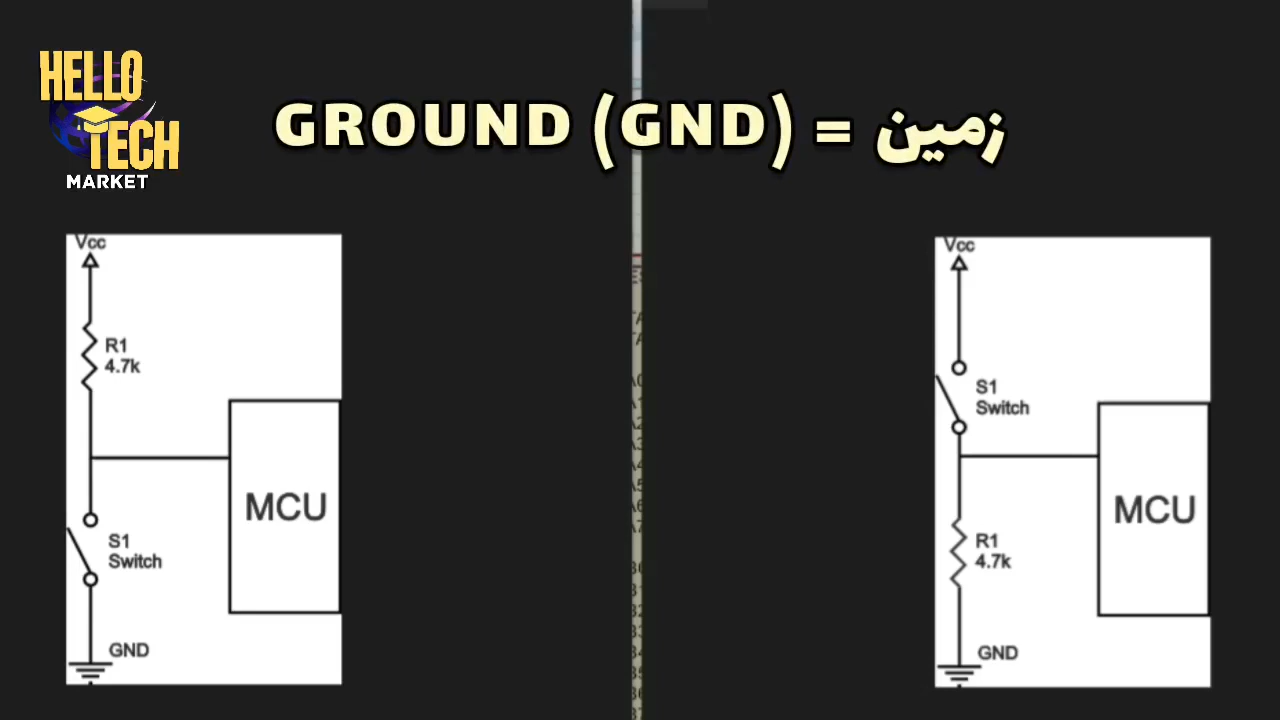 HELLO
TECH
MARKET
GROUND (GND) = زمین
Vcc
R1
4.7k
MCU
S1
Switch
GND
Vcc
S1
Switch
MCU
R1
4.7k
GND